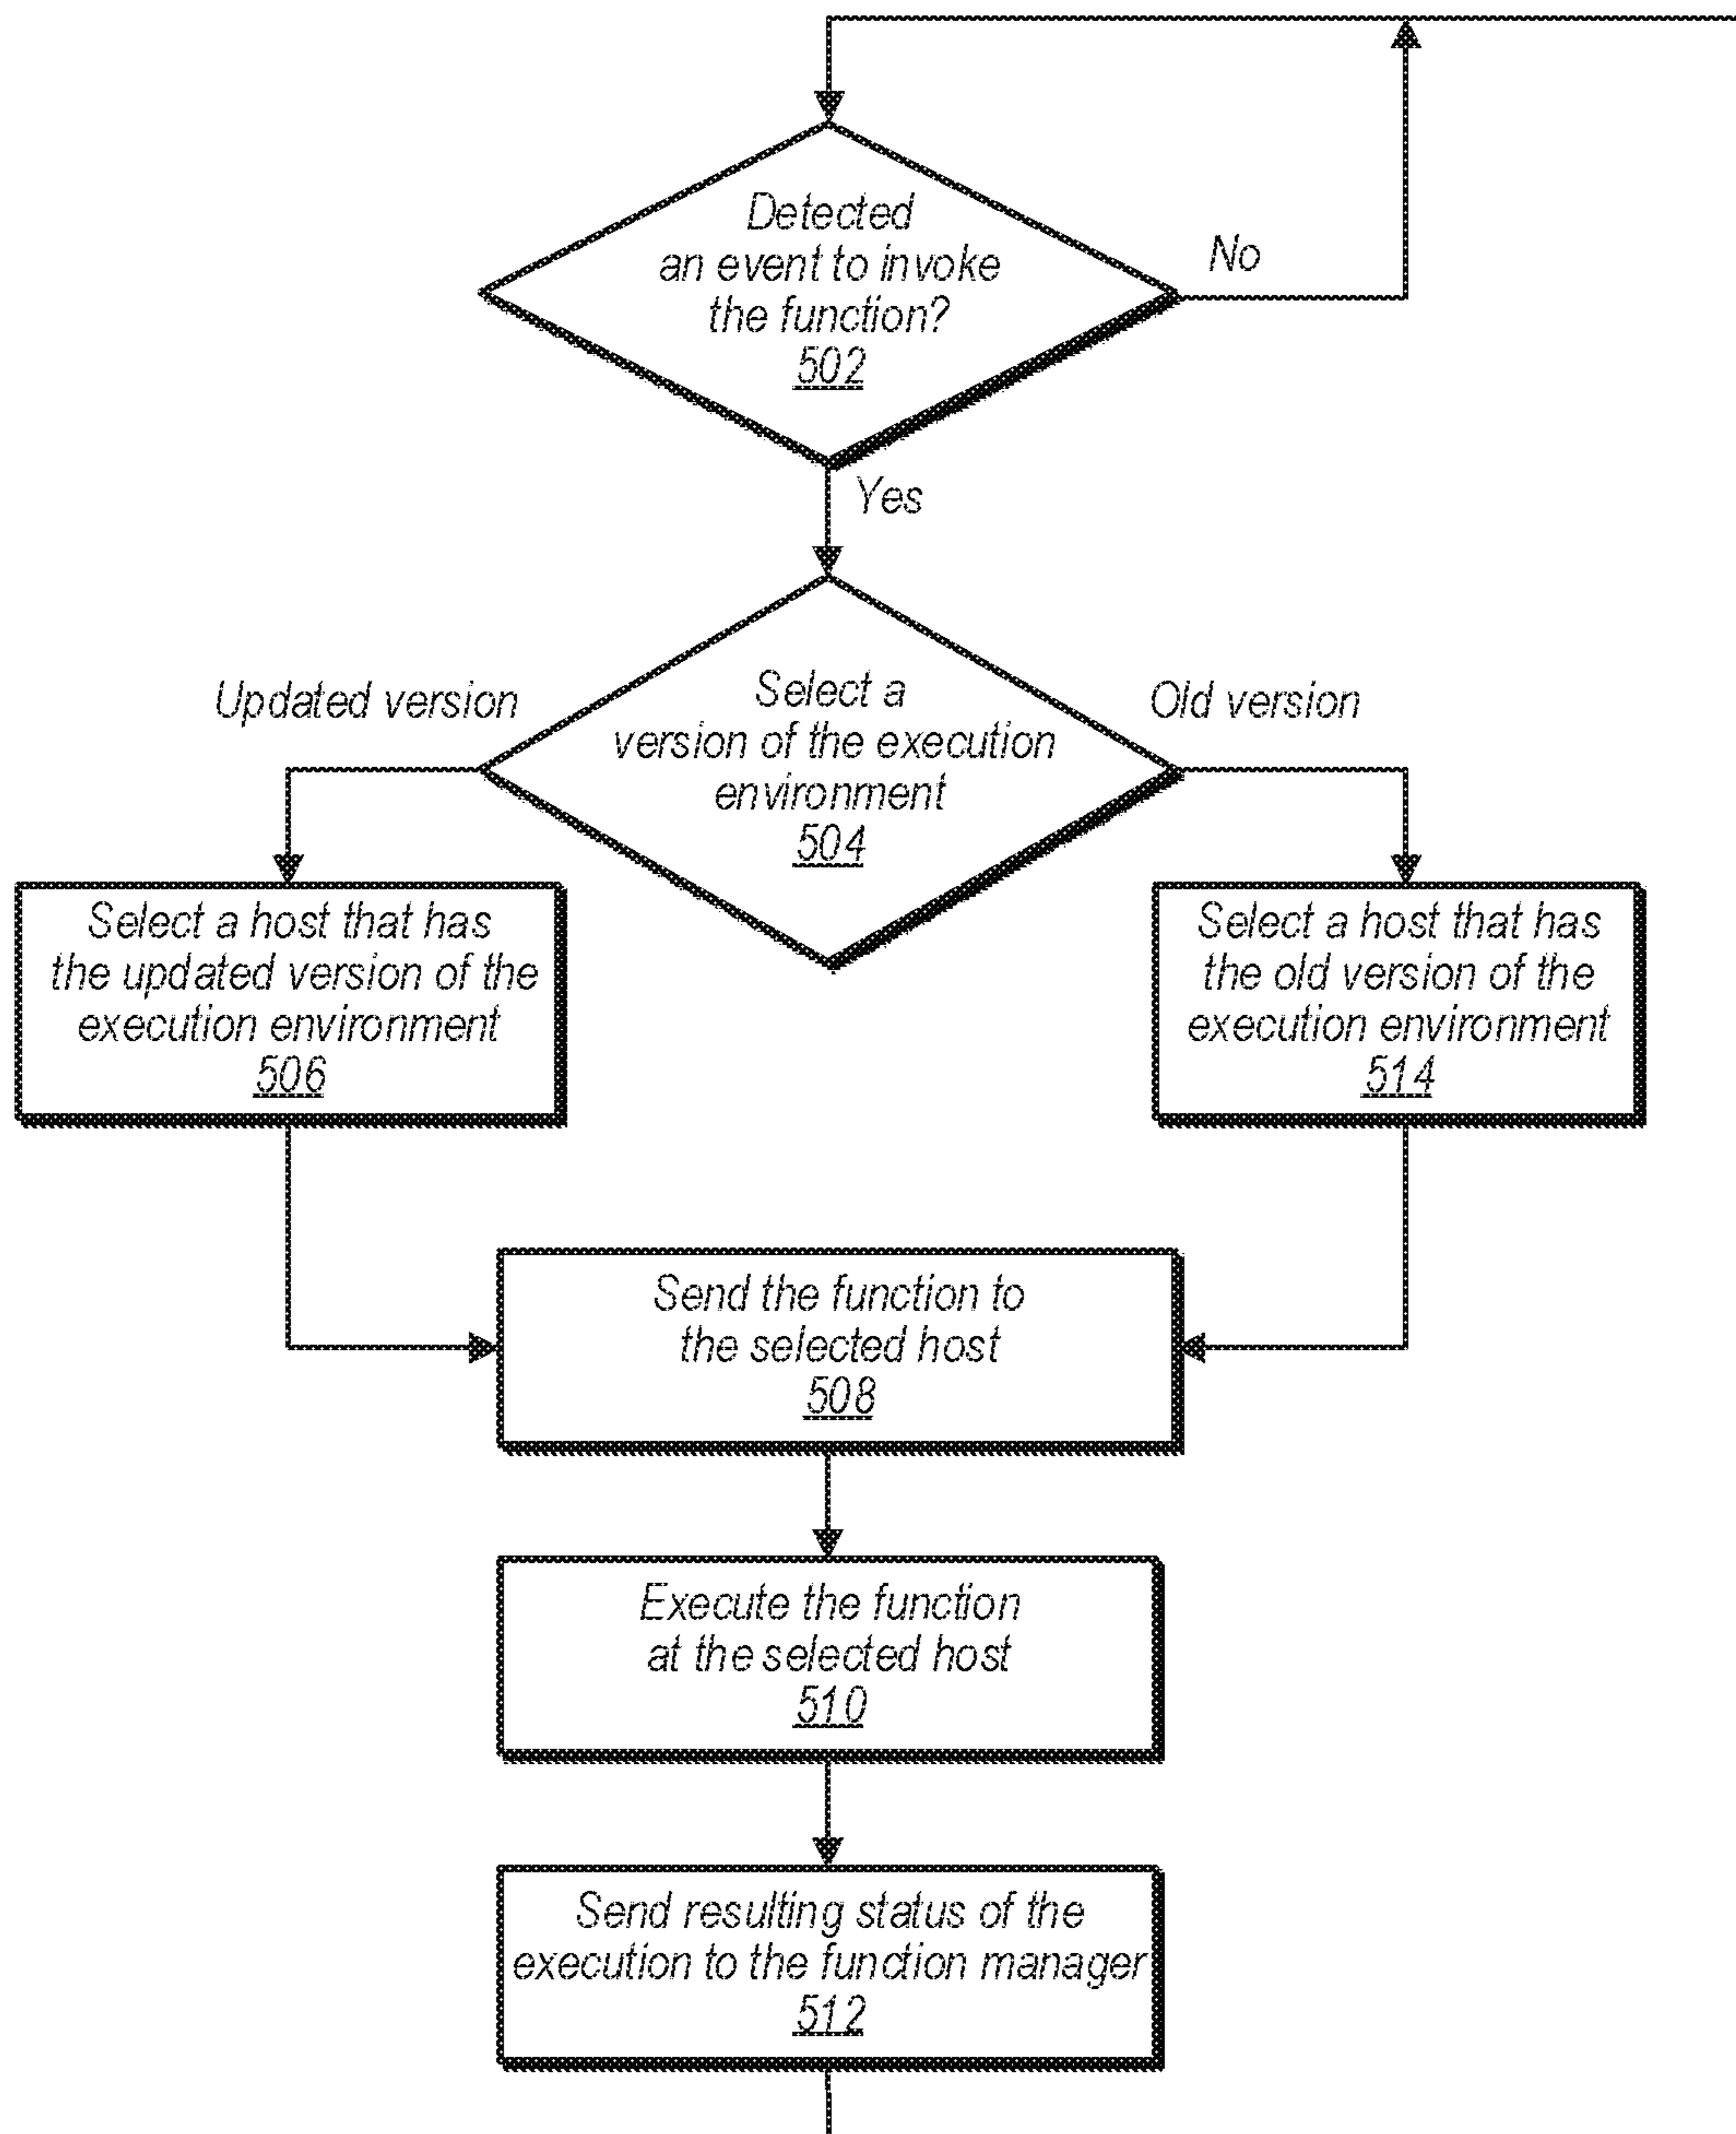 Detected
an event to invoke
the function?
502
No
Yes
Updated version
Select a
version of the execution
environment
504
Old version
Select a host that has
the updated version of the
execution environment
506
Select a host that has
the old version of the
execution environment
514
Send the function to
the selected host
508
Execute the function
at the selected host
510
Send resulting status of the
execution to the function manager
512